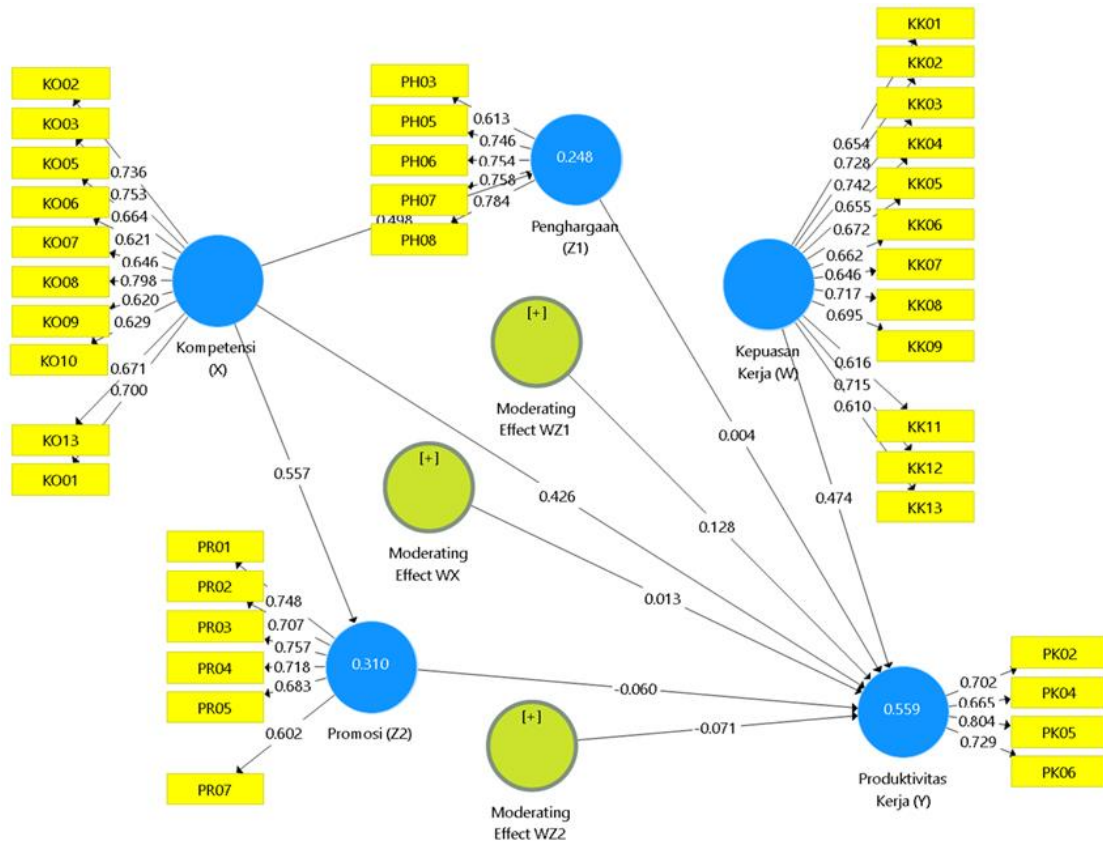 KO02
KO03
KO05
KO06
KO07
KO08
KO09
KO10
KO13
KO01
0.736
0.753
0.664
0.621
0.646
0.798
0.620
0.629
0.671
0.700
Kompetensi
(X)
PH03
PH05
PH06
PH07
PH08
0.613
0.746
0.754
0.758
0.784
0.498
0.248
Penghargaan
(Z1)
KK01
KK02
KK03
KK04
KK05
KK06
KK07
KK08
KK09
KK11
KK12
KK13
0.654
0.728
0.742
0.655
0.672
0.662
0.646
0.717
0.695
0.616
0.715
0.610
Kepuasan
Kerja (W)
[+]
Moderating
Effect WZ1
[+]
Moderating
Effect WX
0.557
0.426
0.004
0.128
0.474
0.013
PR01
PR02
PR03
PR04
PR05
PR07
0.748
0.707
0.757
0.718
0.683
0.602
0.310
Promosi (Z2)
-0.060
-0.071
[+]
Moderating
Effect WZ2
0.559
Produktivitas
Kerja (Y)
0.702
0.665
0.804
0.729
PK02
PK04
PK05
PK06